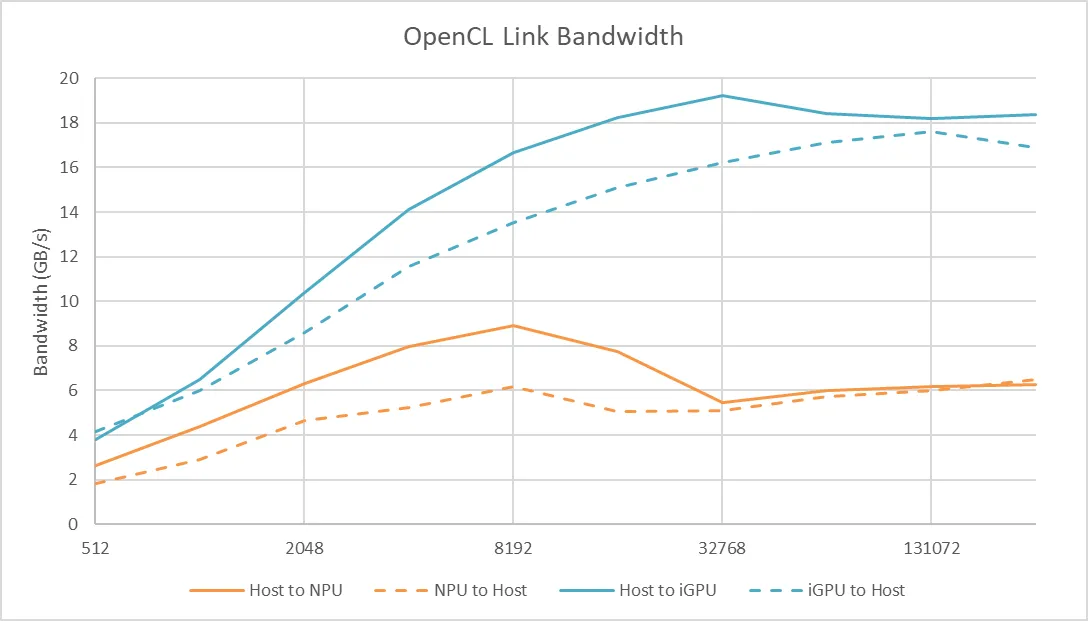 OpenCL Link Bandwidth
20
18
16
14
12
10
8
6
4
2
0
Bandwidth (GB/s)
512 2048 8192 32768 131072
Host to NPU NPU to Host Host to iGPU iGPU to Host